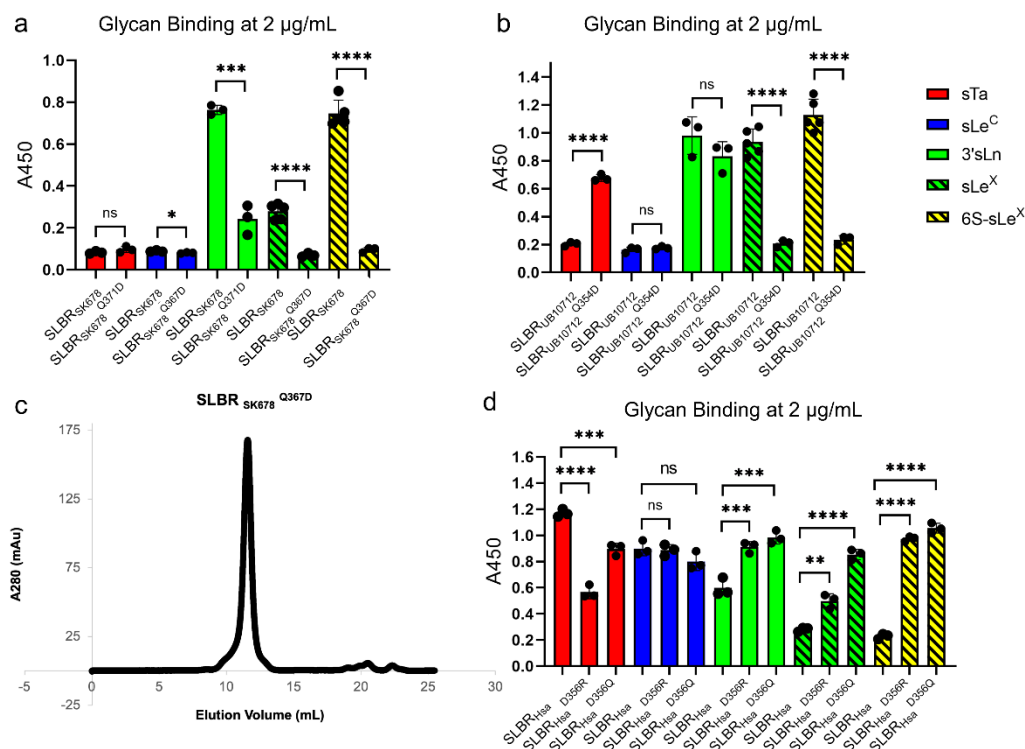 a
Glycan Binding at 2 µg/mL
A450
1.0
0.8
0.6
0.4
0.2
0.0
ns
*
***
****
****
SLBRSK678
SLBRSK678 Q371D
SLBRSK678
SLBRSK678 Q367D
SLBRSK678
SLBRSK678 Q371D
SLBRSK678
SLBRSK678 Q367D
SLBRSK678
SLBRSK678 Q367D
b
Glycan Binding at 2 µg/mL
A450
1.6
1.4
1.2
1.0
0.8
0.6
0.4
0.2
0.0
****
ns
ns
****
****
SLBRUB10712
SLBRUB10712 Q354D
SLBRUB10712
SLBRUB10712 Q354D
SLBRUB10712
SLBRUB10712 Q354D
SLBRUB10712
SLBRUB10712 Q354D
SLBRUB10712
SLBRUB10712 Q354D
sTa
sLeC
3'sLn
sLeX
6S-sLeX
c
SLBR SK678 Q367D
A280 (mAu)
175
125
75
25
-25
-5
0
5
10
15
20
25
30
Elution Volume (mL)
d
Glycan Binding at 2 µg/mL
A450
1.6
1.4
1.2
1.0
0.8
0.6
0.4
0.2
0.0
***
****
ns
ns
***
***
****
**
****
****
SLBRHsa
SLBRHsa D356R
SLBRHsa D356Q
SLBRHsa
SLBRHsa D356R
SLBRHsa D356Q
SLBRHsa
SLBRHsa D356R
SLBRHsa D356Q
SLBRHsa
SLBRHsa D356R
SLBRHsa D356Q
SLBRHsa
SLBRHsa D356R
SLBRHsa D356Q